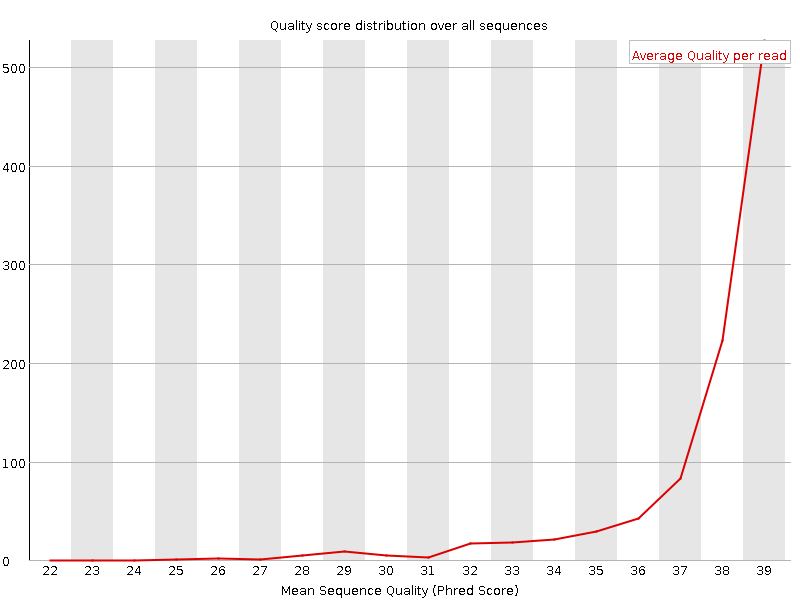 Quality score distribution over all sequences
Average Quality per read
500
400
300
200
100
0
22 23 24 25 26 27 28 29 30 31 32 33 34 35 36 37 38 39
Mean Sequence Quality (Phred Score)